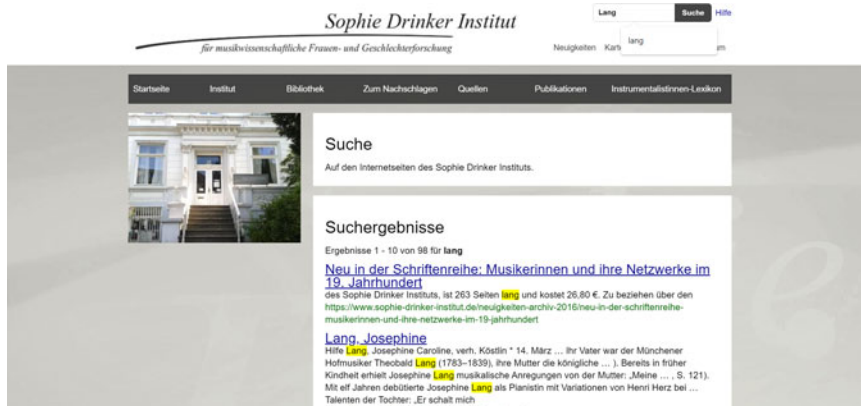 Lang Suche Hilfe
Sophie Drinker Institut
für musikwissenschaftliche Frauen- und Geschlechterforschung
lang
Neuigkeiten
Startseite Institut Bibliothek Zum Nachschlagen Quellen Publikationen Instrumentalistinnen-Lexikon
Suche
Auf den Internetseiten des Sophie Drinker Instituts.
Suchergebnisse
Ergebnisse 1 - 10 von 98 für lang
Neu in der Schriftenreihe: Musikerinnen und ihre Netzwerke im
19. Jahrhundert
des Sophie Drinker Instituts, ist 263 Seiten lang und kostet 26,80 €. Zu beziehen über den
https://www.sophie-drinker-institut.de/neuigkeiten-archiv-2016/neu-in-der-schriftenreihe-
musikerinnen-und-ihre-netzwerke-im-19-jahrhundert
Lang, Josephine
Hilfe Lang, Josephine Caroline, verh. Köstlin * 14. März … Ihr Vater war der Münchener
Hofmusiker Theobald Lang (1783–1839), ihre Mutter die königliche … ). Bereits in früher
Kindheit erhielt Josephine Lang musikalische Anregungen von der Mutter: „Meine … , S. 121).
Mit elf Jahren debütierte Josephine Lang als Pianistin mit Variationen von Henri Herz bei …
Talenten der Tochter: „Er schalt mich